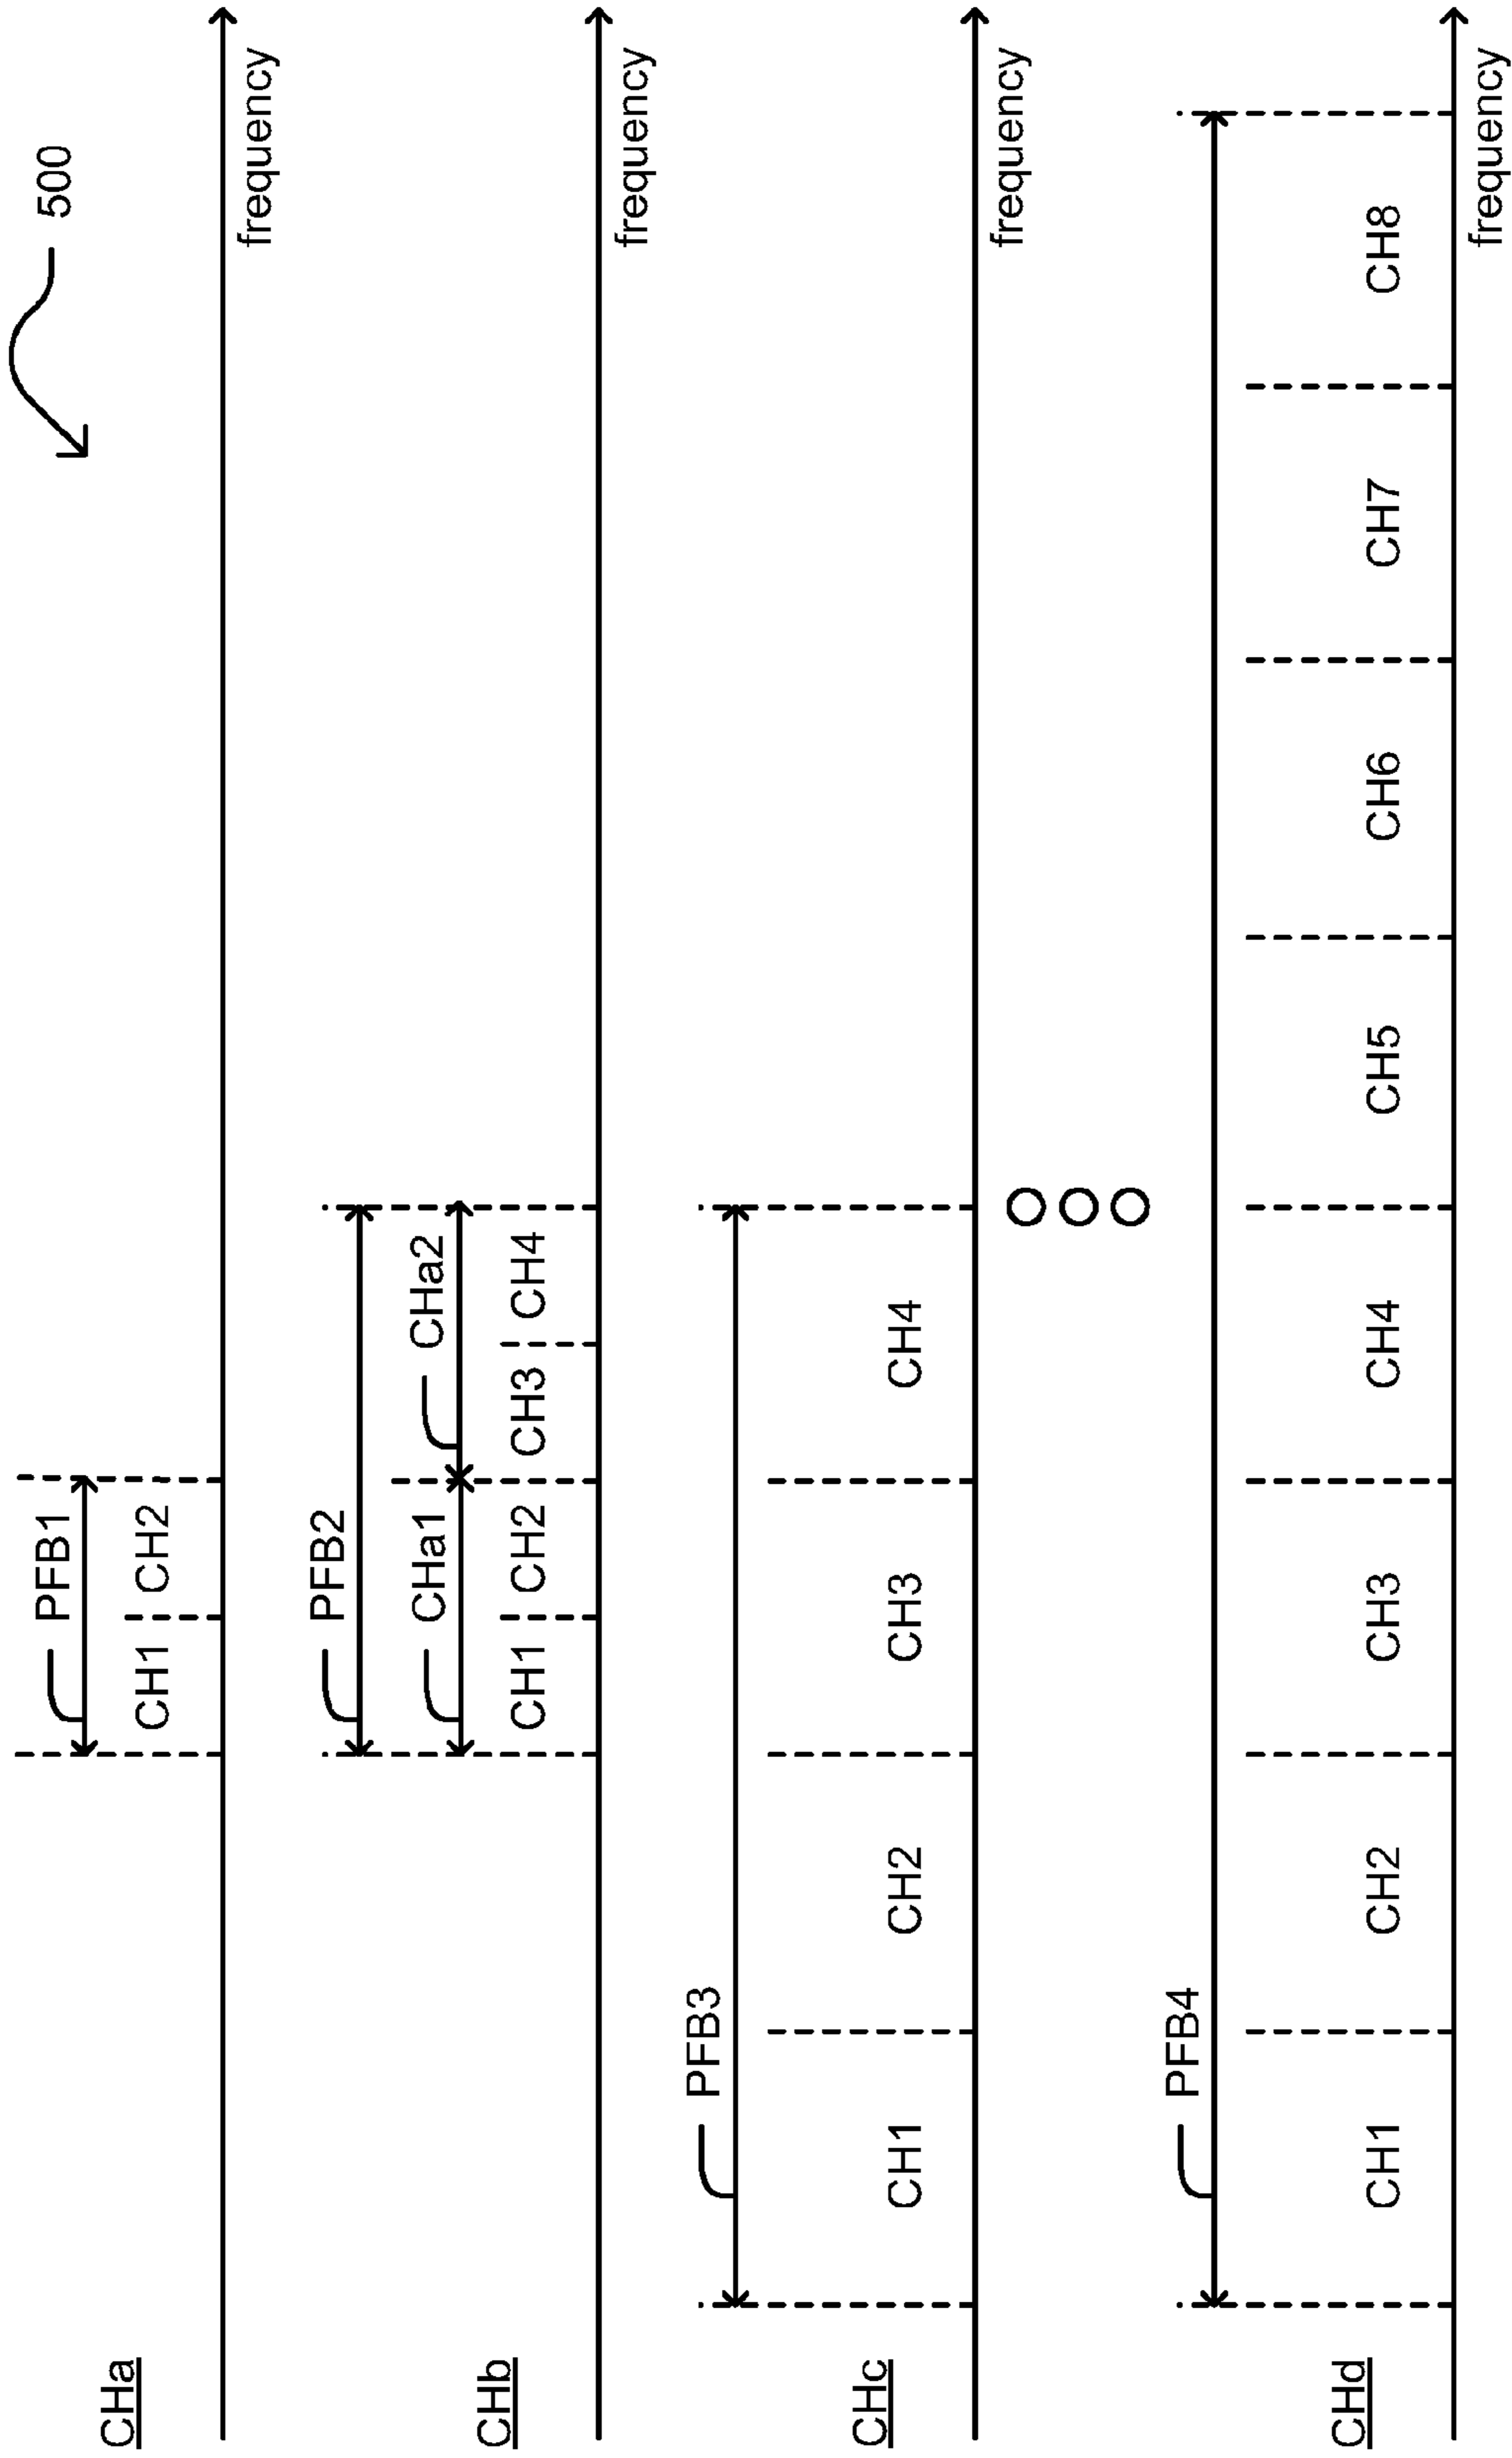 500
CHa
PFB1
CH1 CH2
frequency
CHb
PFB2
CHa1 CHa2
CH1 CH2 CH3 CH4
frequency
CHc
PFB3
CH1 CH2 CH3 CH4
frequency
CHd
PFB4
CH1 CH2 CH3 CH4 CH5 CH6 CH7 CH8
frequency